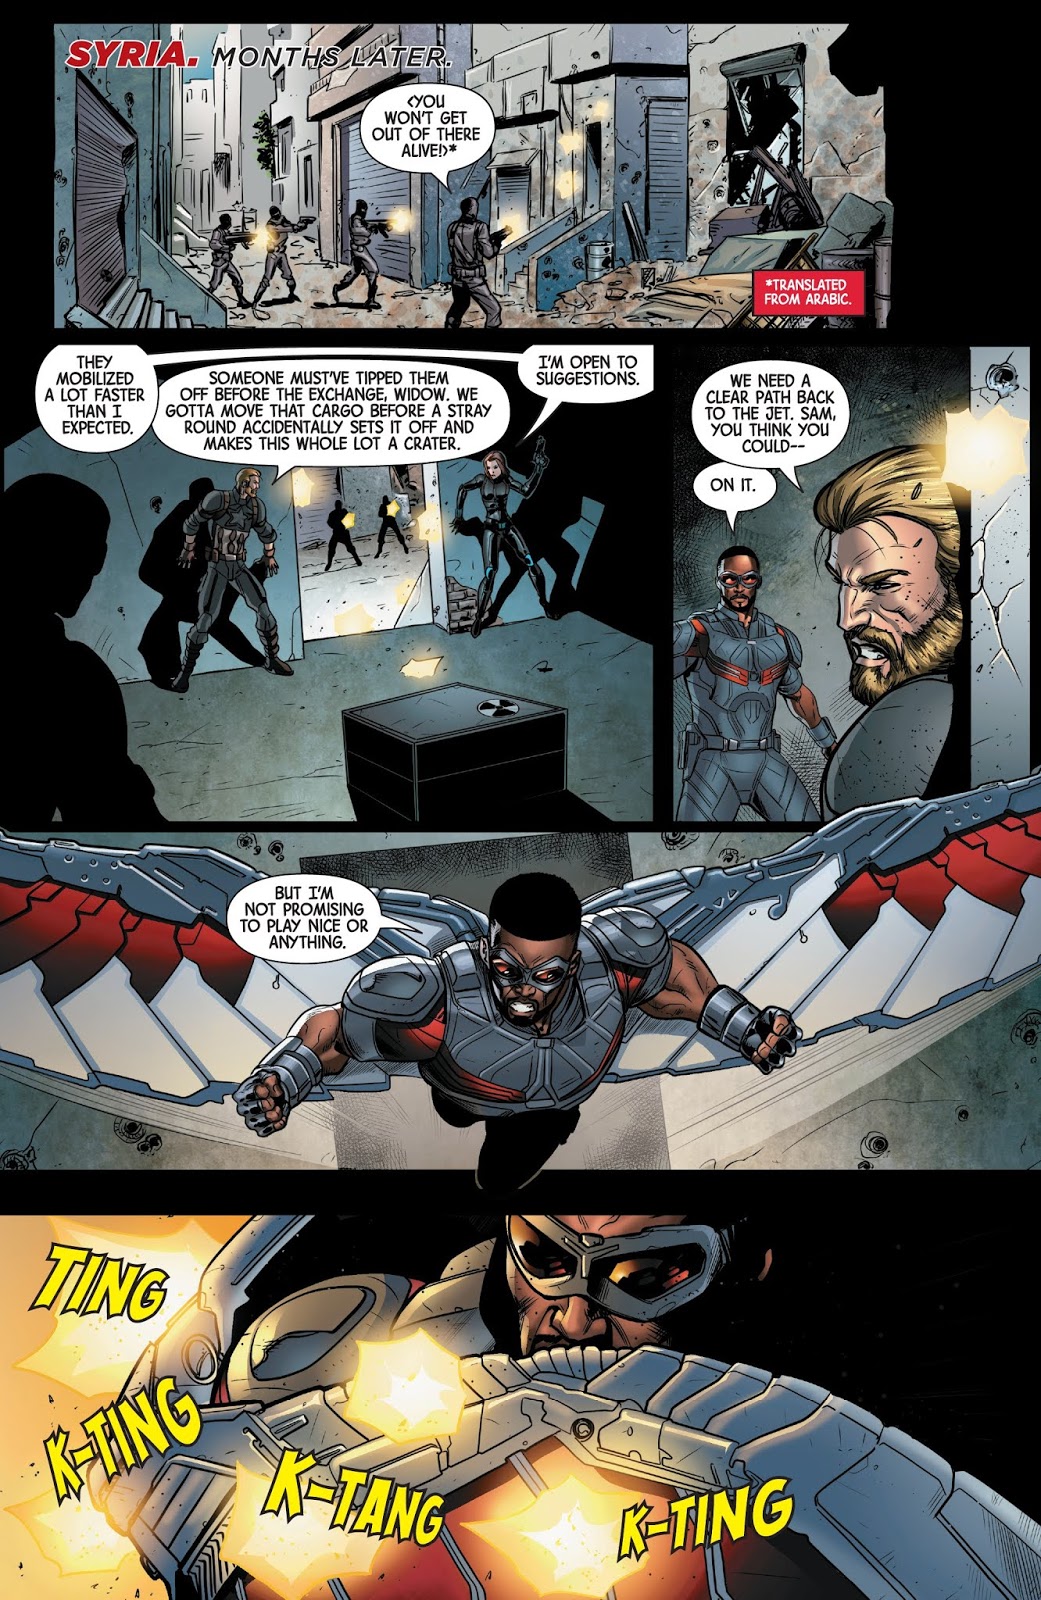 SYRIA. MONTHS LATER.
<YOU
WON'T GET
OUT OF THERE
ALIVE!>*
*TRANSLATED
FROM ARABIC.
THEY
MOBILIZED
A LOT FASTER
THAN I
EXPECTED.
SOMEONE MUST'VE TIPPED THEM
OFF BEFORE THE EXCHANGE, WIDOW. WE
GOTTA MOVE THAT CARGO BEFORE A STRAY
ROUND ACCIDENTALLY SETS IT OFF AND
MAKES THIS WHOLE LOT A CRATER.
I'M OPEN TO
SUGGESTIONS.
WE NEED A
CLEAR PATH BACK
TO THE JET. SAM,
YOU THINK YOU
COULD--
ON IT.
BUT I'M
NOT PROMISING
TO PLAY NICE OR
ANYTHING.
TING
K-TING
K-TANG
K-TING